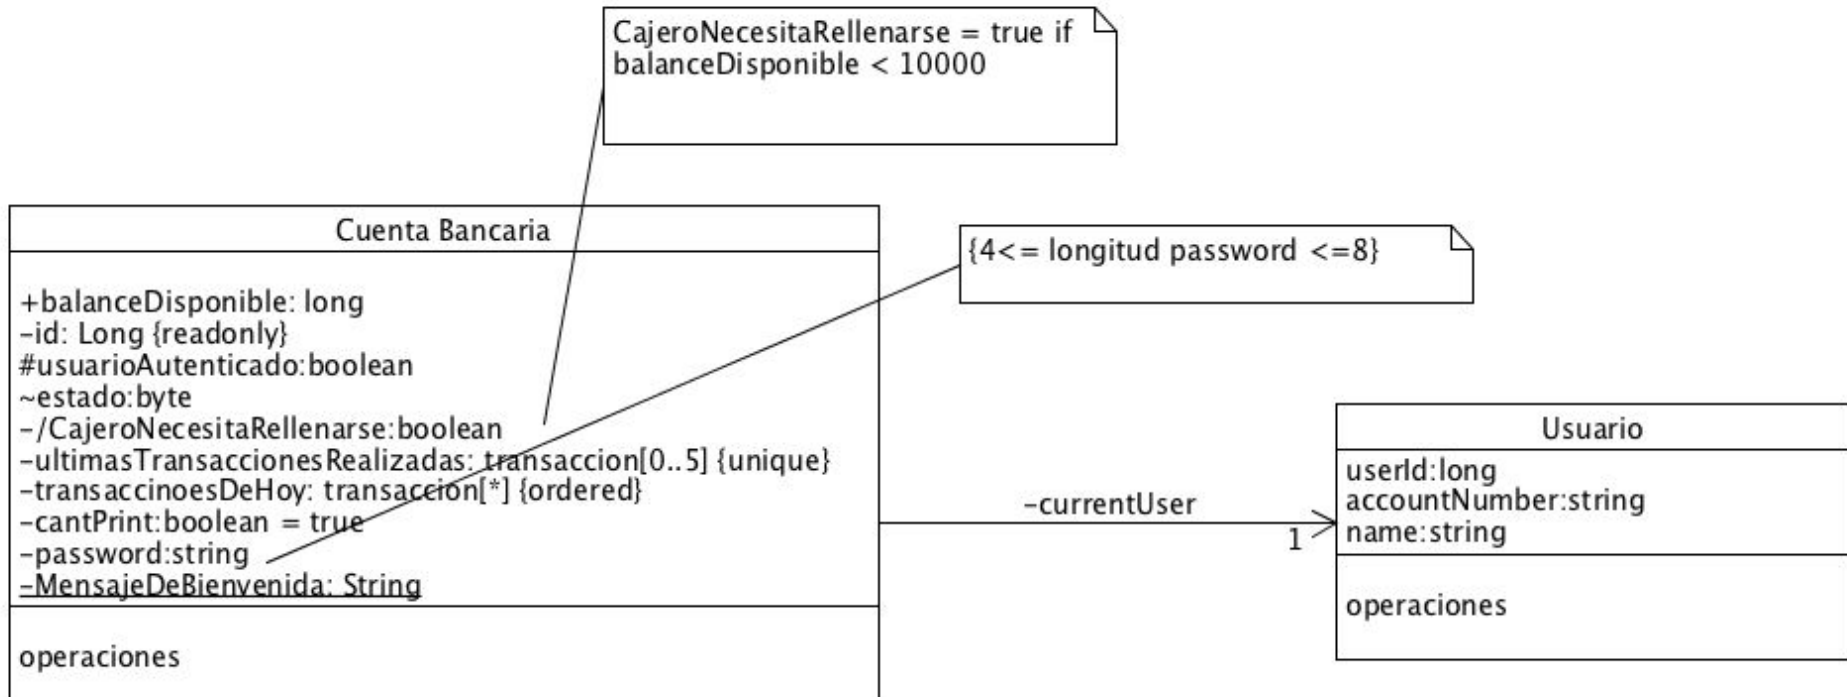 CajeroNecesitaRellenarse = true if
balanceDisponible < 10000
Cuenta Bancaria
+balanceDisponible: long
-id: Long {readonly}
#usuarioAutenticado:boolean
~estado:byte
-/CajeroNecesitaRellenarse:boolean
-ultimasTransaccionesRealizadas: transaccion[0..5] {unique}
-transaccinoesDeHoy: transaccion[*] {ordered}
-cantPrint:boolean = true
-password:string
-MensajeDeBienvenida: String
operaciones
{4<= longitud password <=8}
-currentUser
1
Usuario
userId:long
accountNumber:string
name:string
operaciones